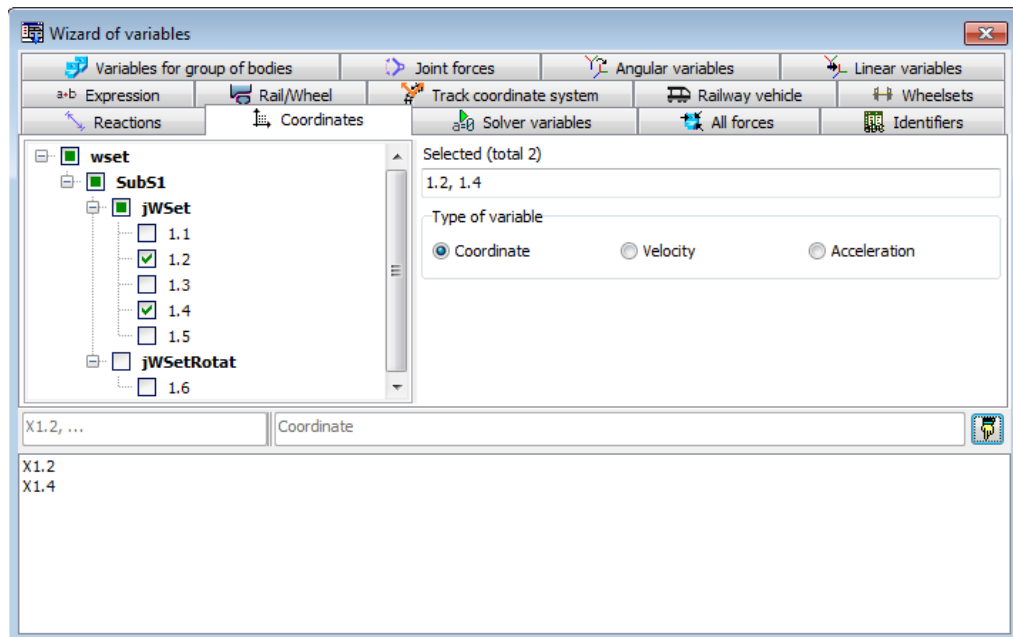 Wizard of variables
Variables for group of bodies Joint forces Angular variables Linear variables
a+b Expression Rail/Wheel Track coordinate system Railway vehicle Wheelsets
Reactions Coordinates a=0 Solver variables All forces Identifiers
wset
SubS1
jWSet
1.1
1.2
1.3
1.4
1.5
jWSetRotat
1.6
Selected (total 2)
1.2, 1.4
Type of variable
Coordinate Velocity Acceleration
X1.2, ... Coordinate
X1.2
X1.4